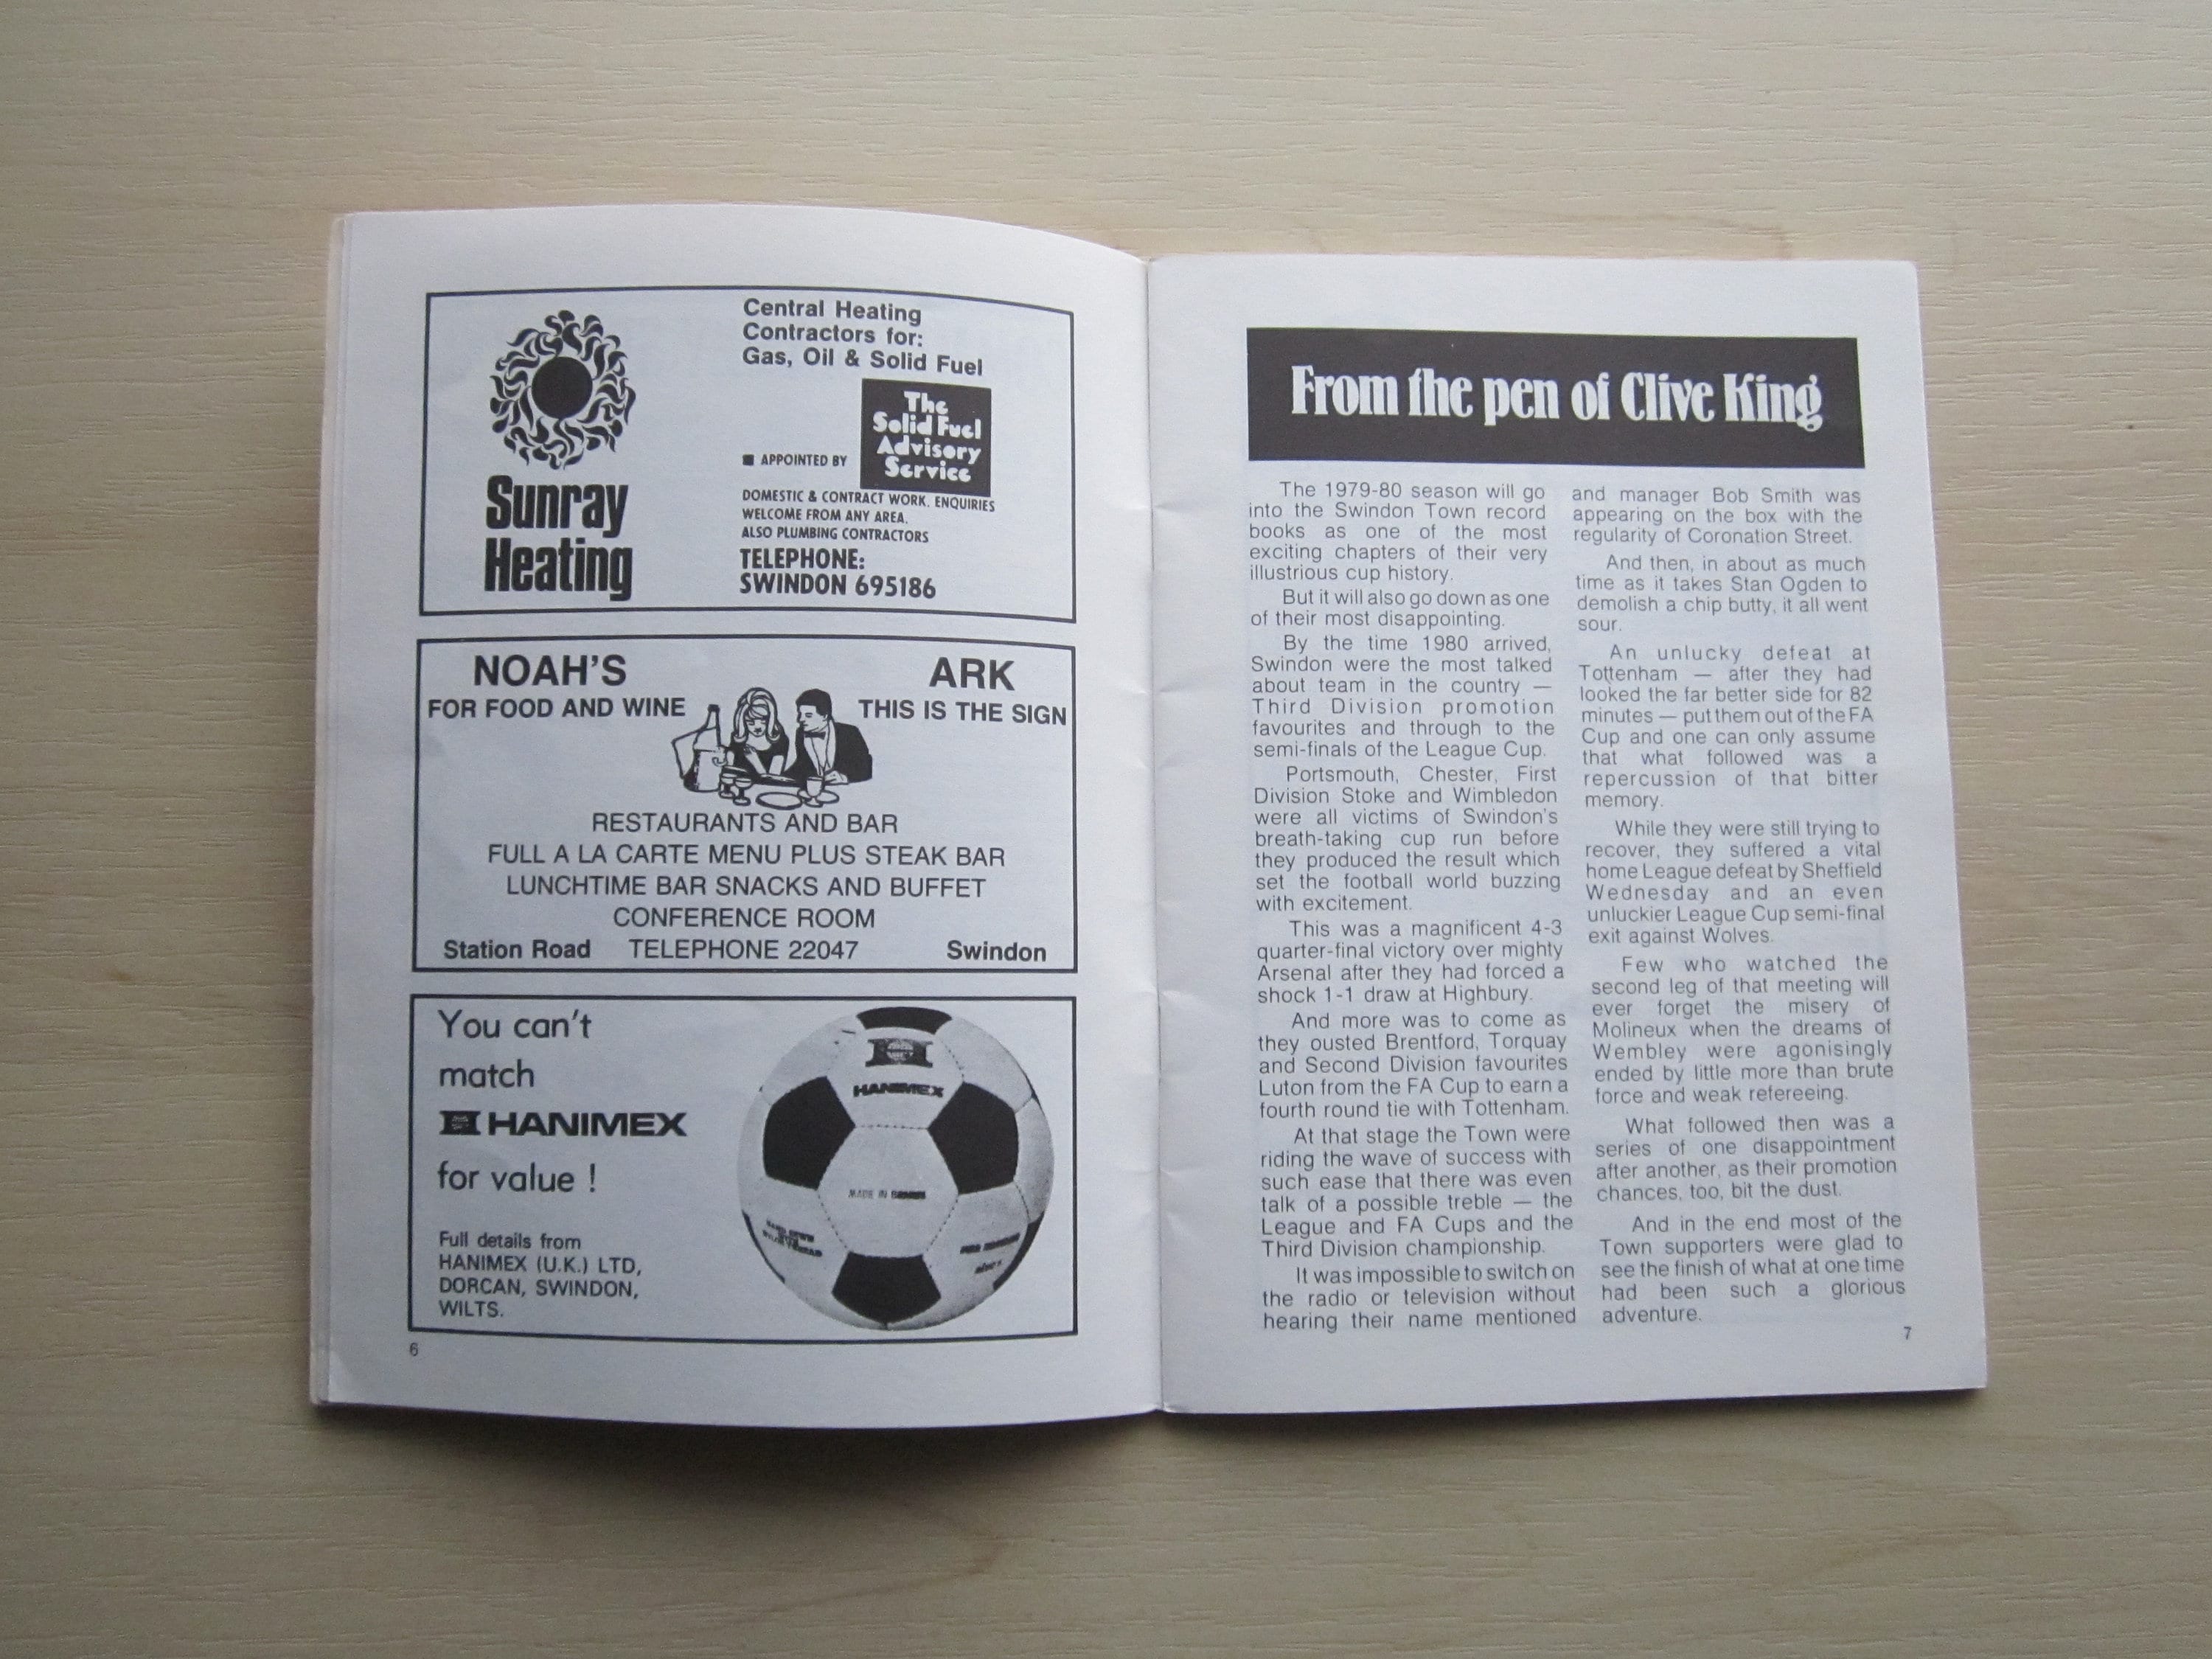 Sunray
Heating
Central Heating
Contractors for:
Gas, Oil & Solid Fuel
■ APPOINTED BY
The
Solid Fuel
Advisory
Service
DOMESTIC & CONTRACT WORK. ENQUIRIES
WELCOME FROM ANY AREA.
ALSO PLUMBING CONTRACTORS
TELEPHONE:
SWINDON 695186
NOAH'S ARK
FOR FOOD AND WINE THIS IS THE SIGN
RESTAURANTS AND BAR
FULL A LA CARTE MENU PLUS STEAK BAR
LUNCHTIME BAR SNACKS AND BUFFET
CONFERENCE ROOM
Station Road TELEPHONE 22047 Swindon
You can't
match
HANIMEX
for value !
Full details from
HANIMEX (U.K.) LTD,
DORCAN, SWINDON,
WILTS.
HANIMEX
MADE IN
6
From the pen of Clive King
The 1979-80 season will go
into the Swindon Town record
books as one of the most
exciting chapters of their very
illustrious cup history.
But it will also go down as one
of their most disappointing.
By the time 1980 arrived,
Swindon were the most talked
about team in the country —
Third Division promotion
favourites and through to the
semi-finals of the League Cup.
Portsmouth, Chester, First
Division Stoke and Wimbledon
were all victims of Swindon's
breath-taking cup run before
they produced the result which
set the football world buzzing
with excitement.
This was a magnificent 4-3
quarter-final victory over mighty
Arsenal after they had forced a
shock 1-1 draw at Highbury.
And more was to come as
they ousted Brentford, Torquay
and Second Division favourites
Luton from the FA Cup to earn a
fourth round tie with Tottenham.
At that stage the Town were
riding the wave of success with
such ease that there was even
talk of a possible treble — the
League and FA Cups and the
Third Division championship.
It was impossible to switch on
the radio or television without
hearing their name mentioned
and manager Bob Smith was
appearing on the box with the
regularity of Coronation Street.
And then, in about as much
time as it takes Stan Ogden to
demolish a chip butty, it all went
sour.
An unlucky defeat at
Tottenham — after they had
looked the far better side for 82
minutes — put them out of the FA
Cup and one can only assume
that what followed was a
repercussion of that bitter
memory.
While they were still trying to
recover, they suffered a vital
home League defeat by Sheffield
Wednesday and an even
unluckier League Cup semi-final
exit against Wolves.
Few who watched the
second leg of that meeting will
ever forget the misery of
Molineux when the dreams of
Wembley were agonisingly
ended by little more than brute
force and weak refereeing.
What followed then was a
series of one disappointment
after another, as their promotion
chances, too, bit the dust.
And in the end most of the
Town supporters were glad to
see the finish of what at one time
had been such a glorious
adventure.
7